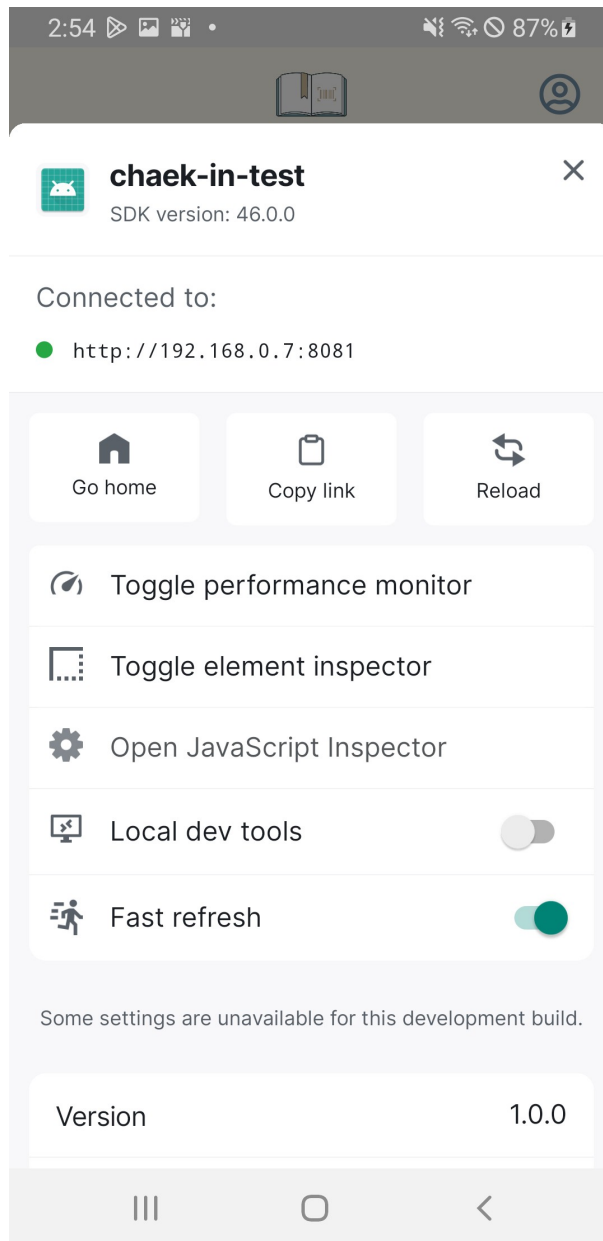 2:54
87%
chaek-in-test
SDK version: 46.0.0
Connected to:
http://192.168.0.7:8081
Go home
Copy link
Reload
Toggle performance monitor
Toggle element inspector
Open JavaScript Inspector
Local dev tools
Fast refresh
Some settings are unavailable for this development build.
Version
1.0.0